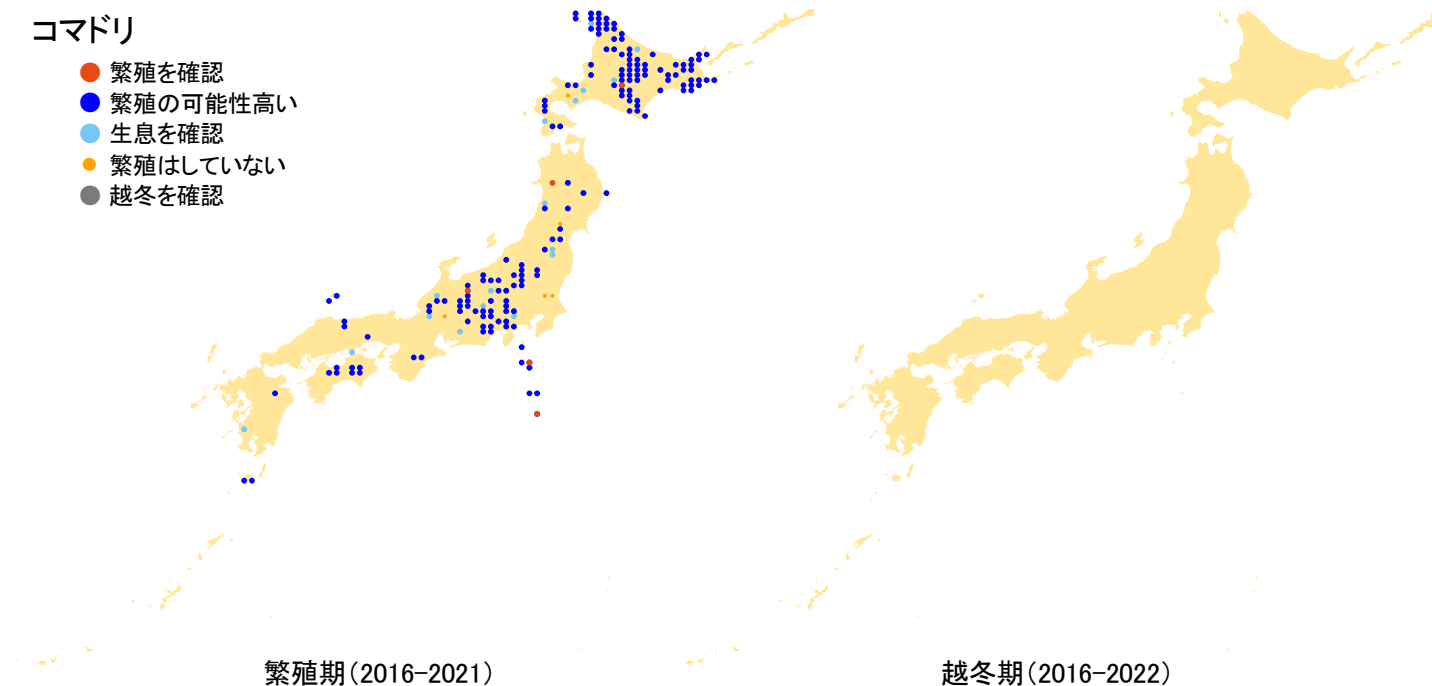 コマドリ
繁殖を確認
繁殖の可能性高い
生息を確認
繁殖はしていない
越冬を確認
繁殖期(2016-2021)
越冬期(2016-2022)